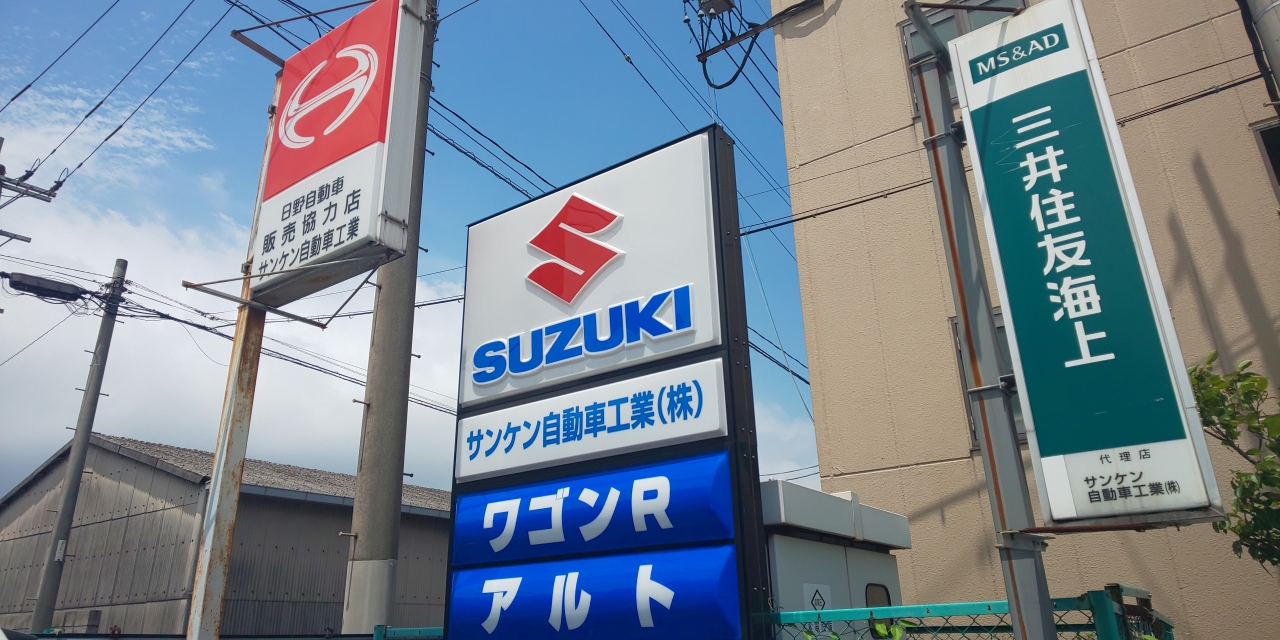 日野自動車
販売協力店
サンケン自動車工業
SUZUKI
サンケン自動車工業(株)
ワゴンR
アルト
MS&AD
三井住友海上
代理店
サンケン
自動車工業(株)